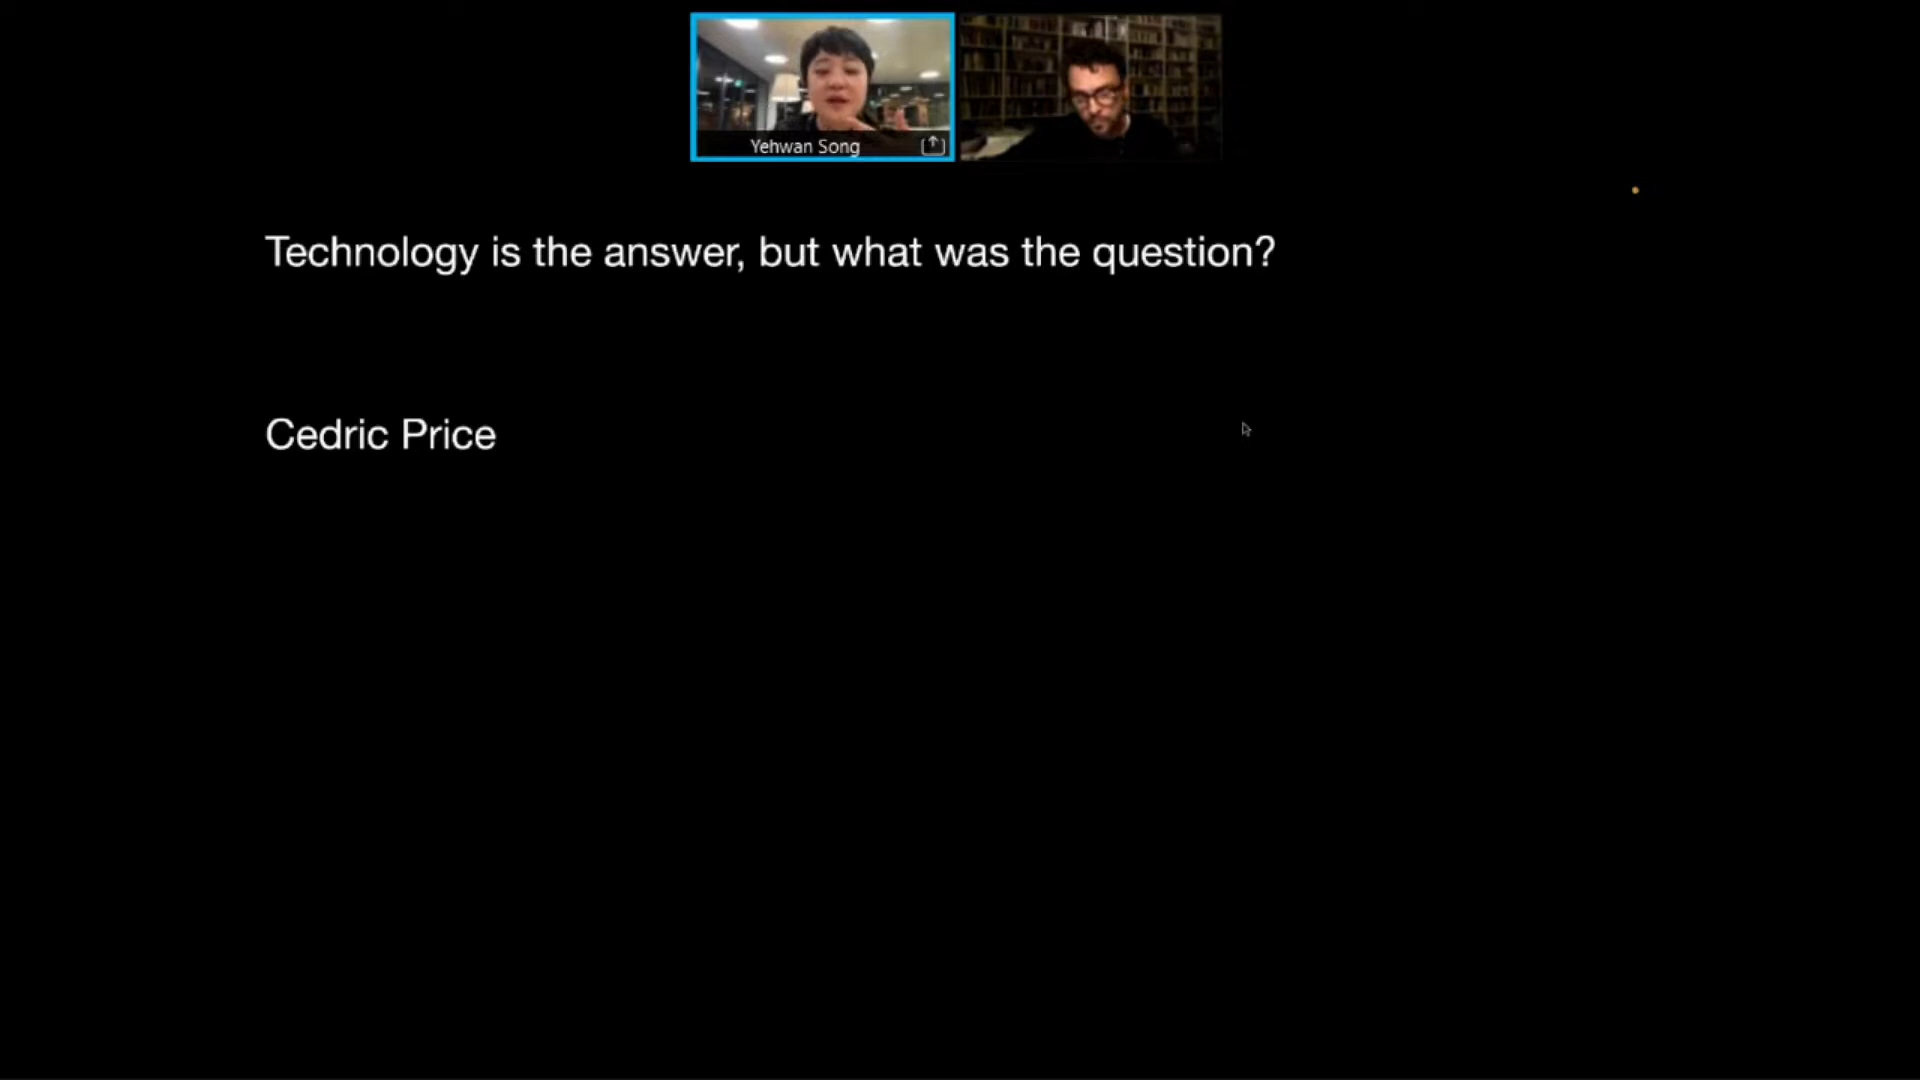 Yehwan Song
Technology is the answer, but what was the question?
Cedric Price